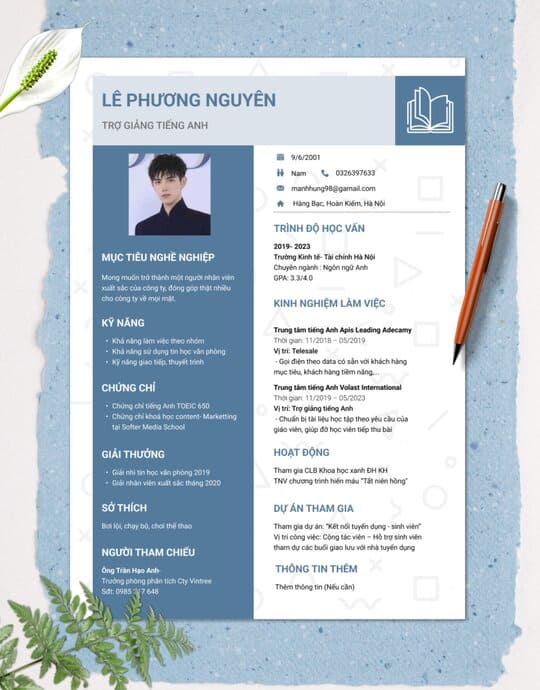 LÊ PHƯƠNG NGUYÊN
TRỢ GIẢNG TIẾNG ANH
MỤC TIÊU NGHỀ NGHIỆP
Mong muốn trở thành một người nhân viên
xuất sắc của công ty, đóng góp thật nhiều
cho công ty về mọi mặt.
KỸ NĂNG
• Khả năng làm việc theo nhóm
• Khả năng sử dụng tin học văn phòng
• Kỹ năng giao tiếp, thuyết trình
CHỨNG CHỈ
• Chứng chỉ tiếng Anh TOEIC 650
• Chứng chỉ khoá học content- Marketting
tại Softer Media School
GIẢI THƯỞNG
• Giải nhì tin học văn phòng 2019
• Giải nhân viên xuất sắc tháng 2020
SỞ THÍCH
Bơi lội, chạy bộ, chơi thể thao
NGƯỜI THAM CHIẾU
Ông Trần Hạo Anh-
Trưởng phòng phân tích Cty Vintree
Sđt: 0985 648
9/6/2001
Nam 0326397633
manhhung98@gamail.com
Hàng Bạc, Hoàn Kiếm, Hà Nội
TRÌNH ĐỘ HỌC VẤN
2019- 2023
Trường Kinh tế- Tài chính Hà Nội
Chuyên ngành : Ngôn ngữ Anh
GPA: 3.3/4.0
KINH NGHIỆM LÀM VIỆC
Trung tâm tiếng Anh Apis Leading Adecamy
Thời gian: 11/2018 – 05/2019
Vị trí: Telesale
- Gọi điện theo data có sẵn với khách hàng
mục tiêu, khách hàng tiềm năng,...
Trung tâm tiếng Anh Volast International
Thời gian: 11/2019 – 05/2023
Vị trí: Trợ giảng tiếng Anh
- Chuẩn bị tài liệu học tập theo yêu cầu của
giáo viên, giúp đỡ học viên tiếp thu bài
HOẠT ĐỘNG
Tham gia CLB Khoa học xanh ĐH KH
TNV chương trình hiến máu “Tất niên hồng”
DỰ ÁN THAM GIA
Tham gia dự án: “Kết nối tuyển dụng - sinh viên”
Vị trí công việc: Cộng tác viên – Hỗ trợ sinh viên
tham dự các buổi giao lưu với nhà tuyển dụng
THÔNG TIN THÊM
Thêm thông tin (Nếu cần)